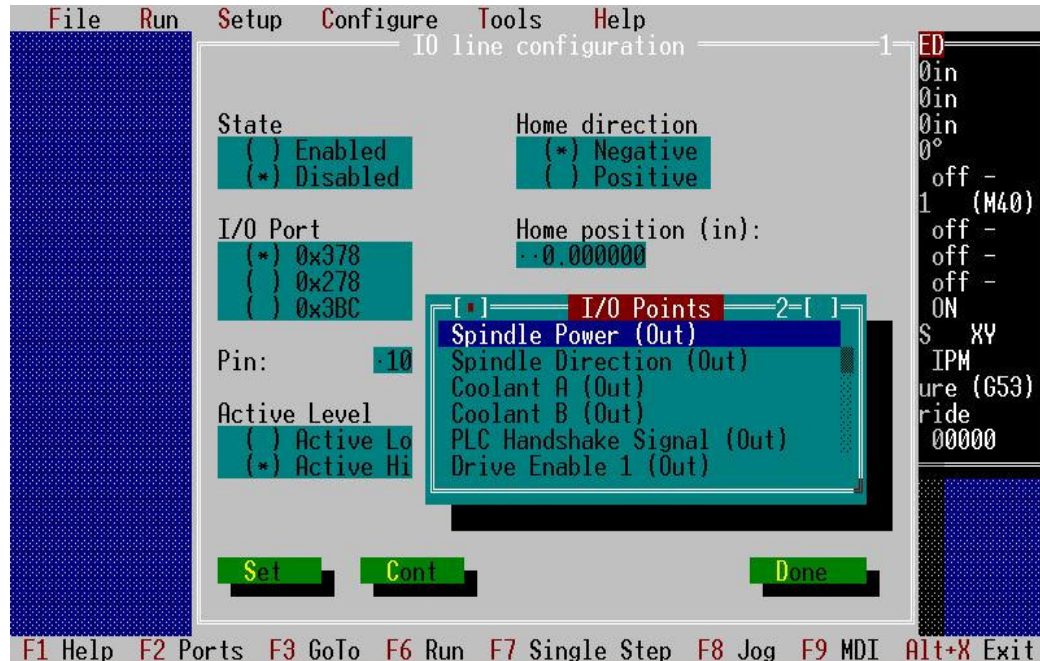 File Run Setup Configure Tools Help
IO line configuration 1 ED
0in
0in
State Home direction 0in
( ) Enabled (*) Negative 0°
(*) Disabled ( ) Positive off -
1 (M40)
I/O Port Home position (in): off -
(*) 0x378 ··0.000000 off -
( ) 0x278 off -
( ) 0x3BC [▪] I/O Points 2=[ ] ON
Spindle Power (Out) S XY
Pin: ·10 Spindle Direction (Out) IPM
Coolant A (Out) ure (G53)
Active Level Coolant B (Out) ride
( ) Active Lo PLC Handshake Signal (Out) 00000
(*) Active Hi Drive Enable 1 (Out)
Set Cont Done
F1 Help F2 Ports F3 GoTo F6 Run F7 Single Step F8 Jog F9 MDI Alt+X Exit